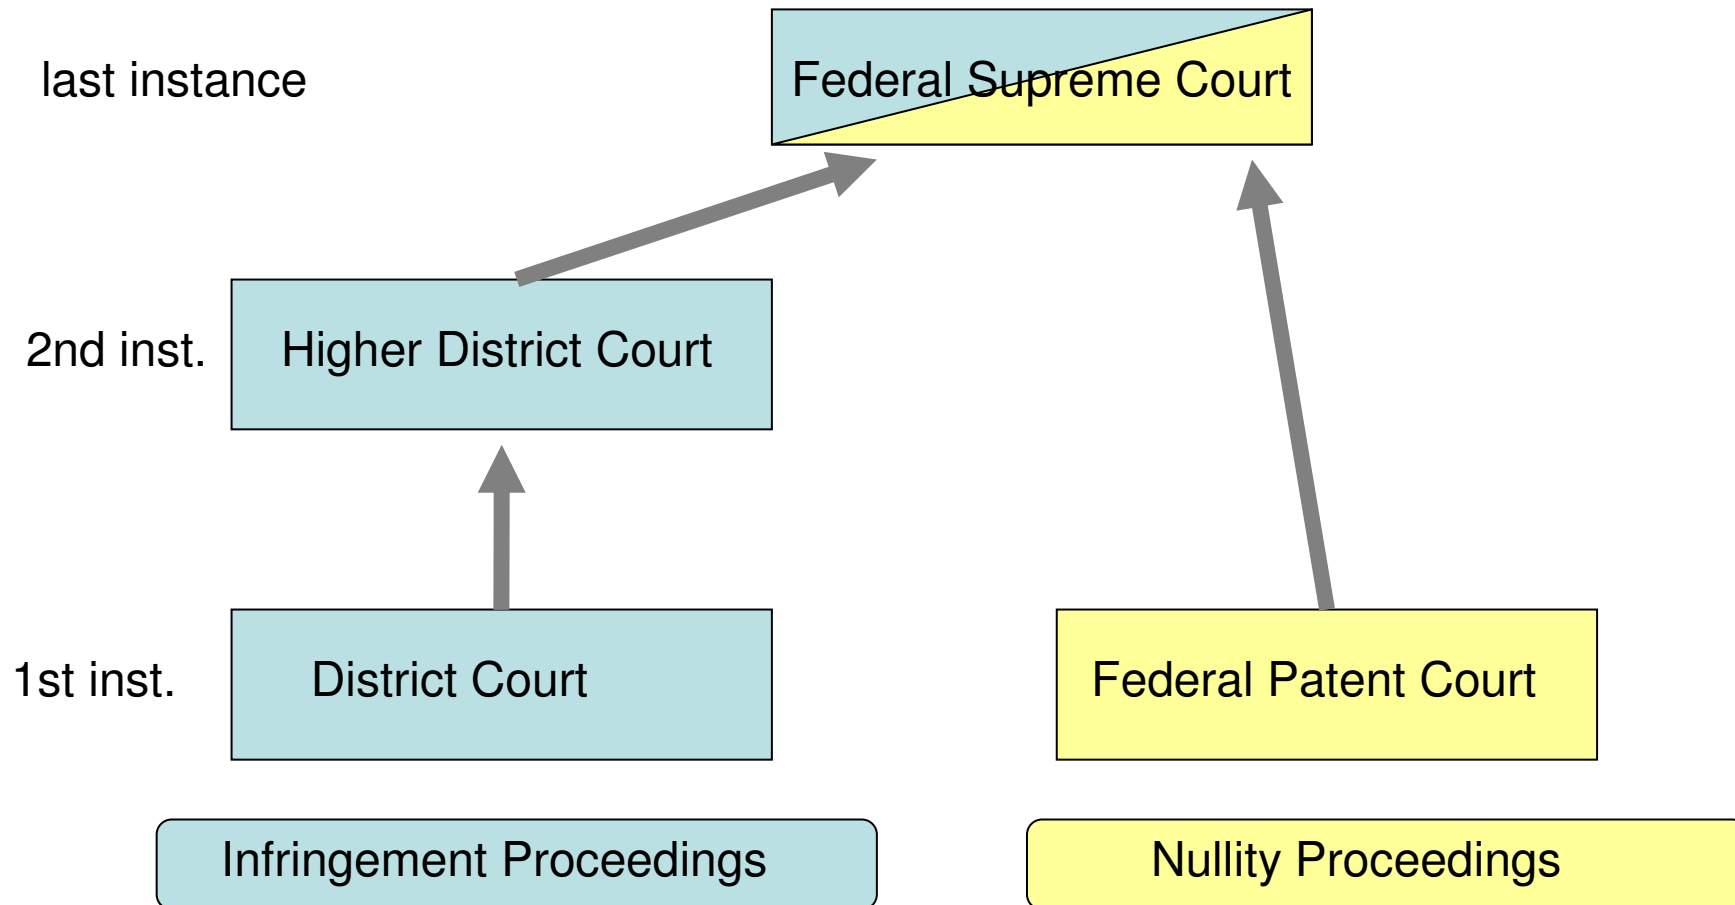 last instance
Federal Supreme Court
2nd inst.
Higher District Court
1st inst.
District Court
Federal Patent Court
Infringement Proceedings
Nullity Proceedings